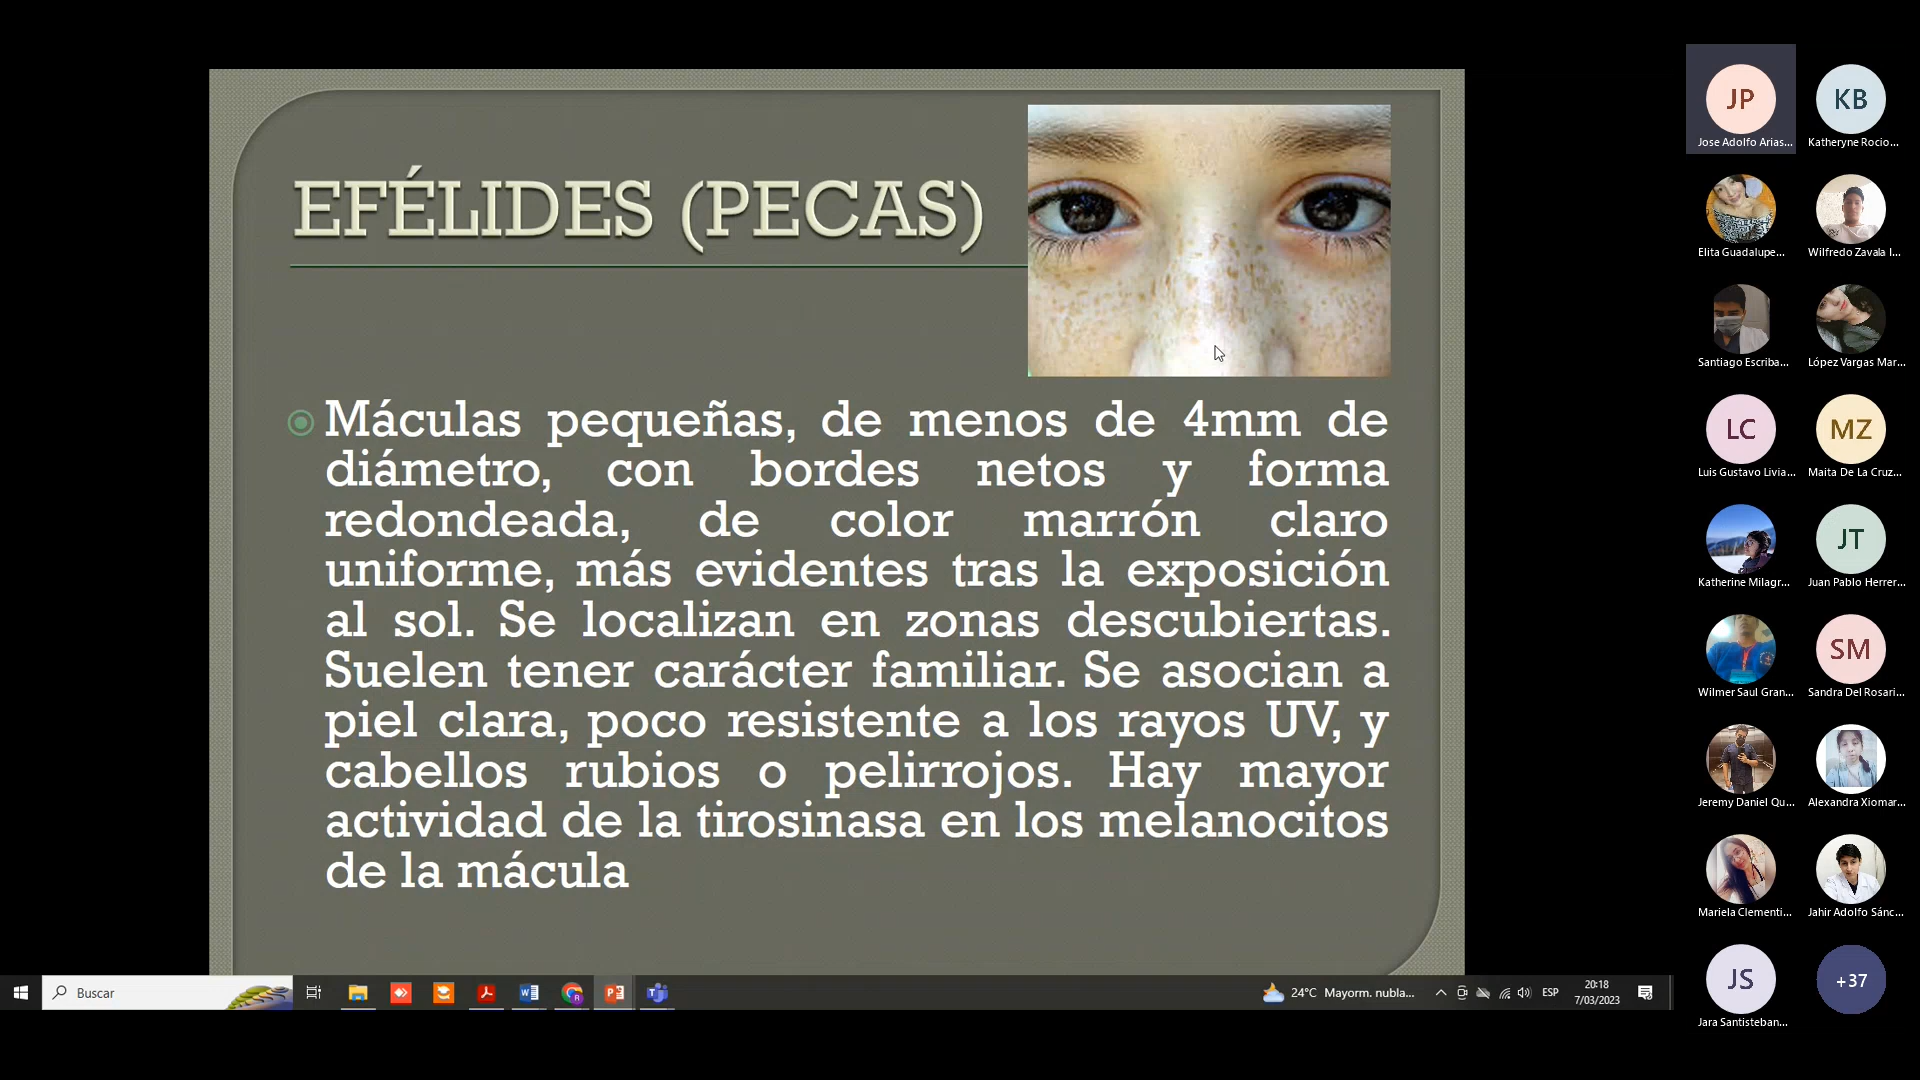 EFÉLIDES (PECAS)
Máculas pequeñas, de menos de 4mm de
diámetro, con bordes netos y forma
redondeada, de color marrón claro
uniforme, más evidentes tras la exposición
al sol. Se localizan en zonas descubiertas.
Suelen tener carácter familiar. Se asocian a
piel clara, poco resistente a los rayos UV, y
cabellos rubios o pelirrojos. Hay mayor
actividad de la tirosinasa en los melanocitos
de la mácula
JP
KB
Jose Adolfo Arias...
Katheryne Rocio...
Elita Guadalupe...
Wilfredo Zavala I...
Santiago Escriba...
López Vargas Mar...
LC
MZ
Luis Gustavo Livia...
Maita De La Cruz...
JT
Katherine Milagr...
Juan Pablo Herrer...
SM
Wilmer Saul Gran...
Sandra Del Rosari...
Jeremy Daniel Qu...
Alexandra Xiomar...
Mariela Clementi...
Jahir Adolfo Sánc...
JS
+37
Jara Santisteban...
Buscar
24°C Mayorm. nubla...
ESP
20:18
7/03/2023